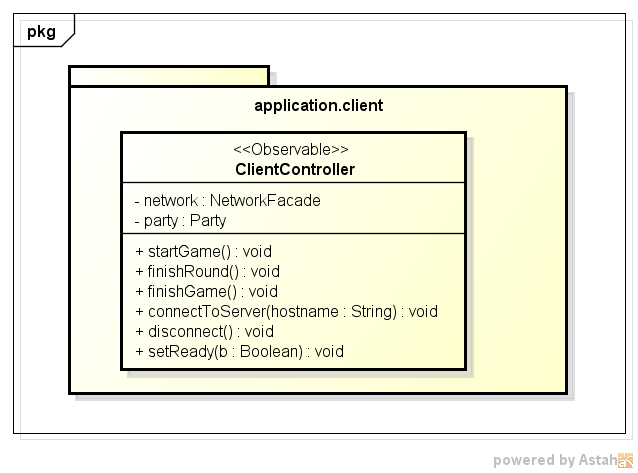 pkg
application.client
<<Observable>>
ClientController
- network : NetworkFacade
- party : Party
+ startGame() : void
+ finishRound() : void
+ finishGame() : void
+ connectToServer(hostname : String) : void
+ disconnect() : void
+ setReady(b : Boolean) : void
powered by Astah